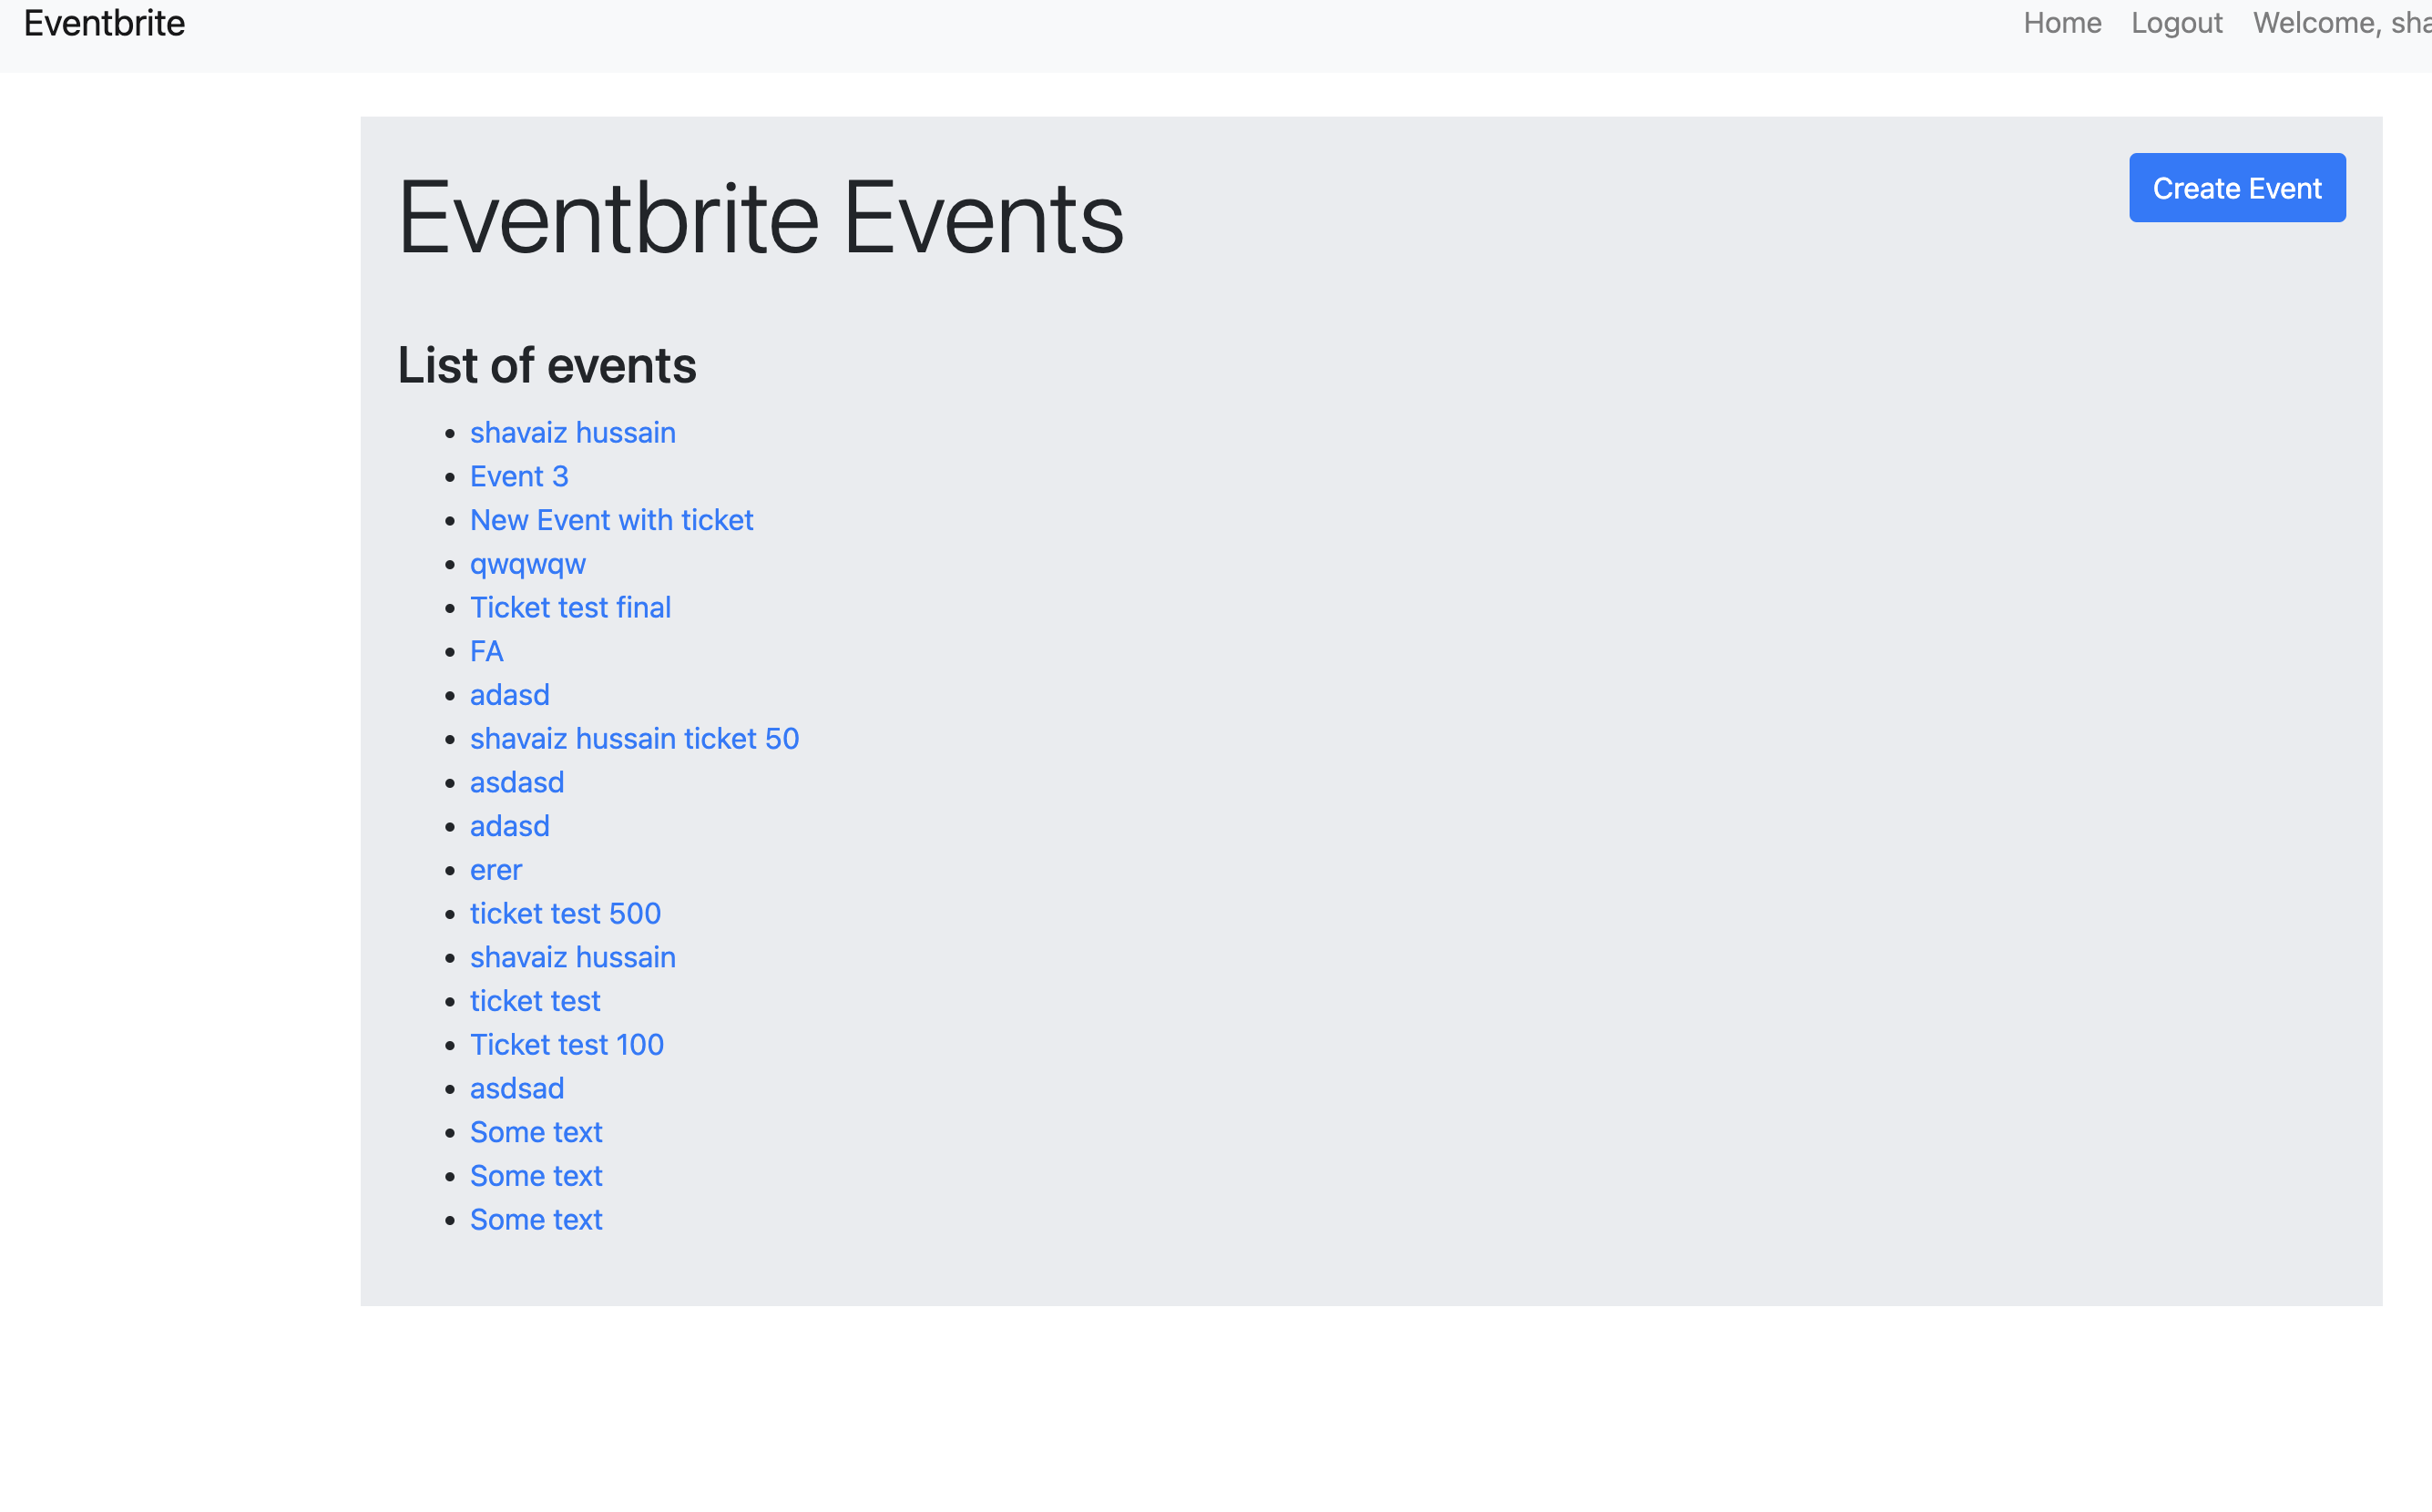 Eventbrite Home Logout Welcome,
Eventbrite Events
Create Event
List of events
shavaiz hussain
Event 3
New Event with ticket
qwqwqw
Ticket test final
FA
adasd
shavaiz hussain ticket 50
asdasd
adasd
erer
ticket test 500
shavaiz hussain
ticket test
Ticket test 100
asdsad
Some text
Some text
Some text